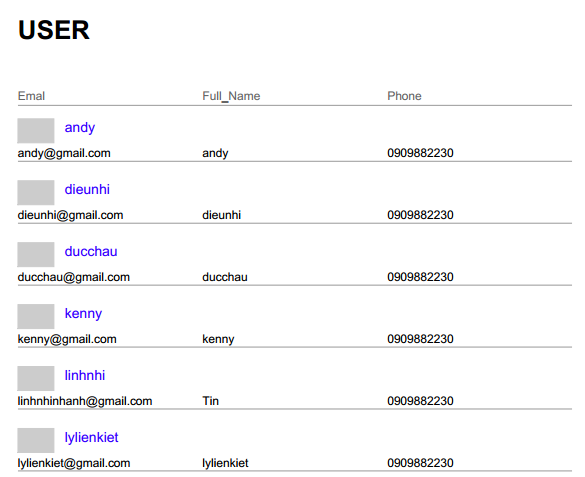 USER
Emal Full_Name Phone
andy
andy@gmail.com andy 0909882230
dieunhi
dieunhi@gmail.com dieunhi 0909882230
ducchau
ducchau@gmail.com ducchau 0909882230
kenny
kenny@gmail.com kenny 0909882230
linhnhi
linhnhinhanh@gmail.com Tin 0909882230
lylienkiet
lylienkiet@gmail.com lylienkiet 0909882230